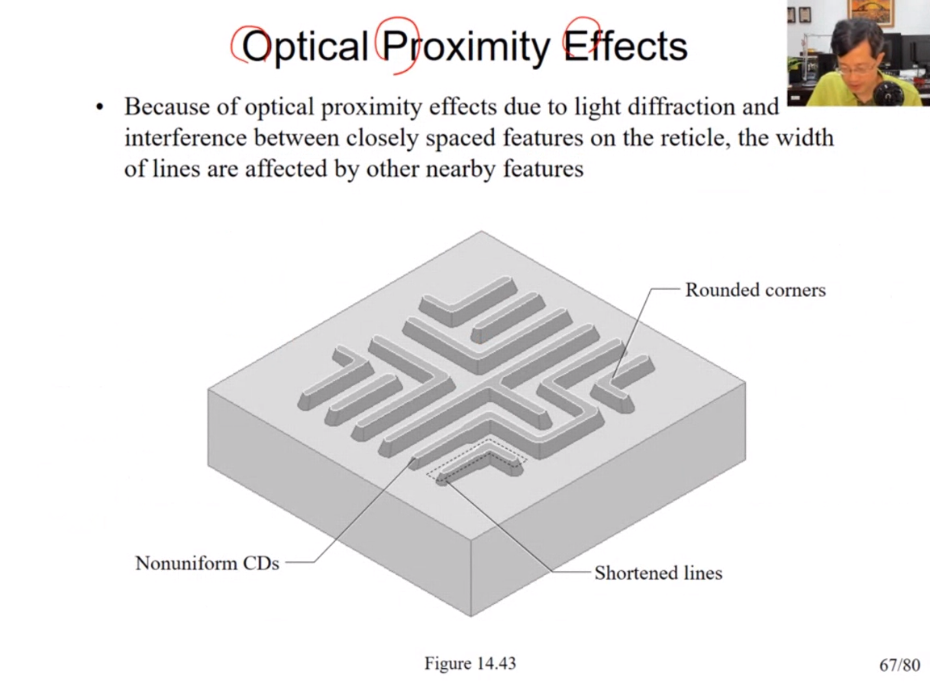 Optical Proximity Effects
• Because of optical proximity effects due to light diffraction and
interference between closely spaced features on the reticle, the width
of lines are affected by other nearby features
Rounded corners
Nonuniform CDs
Shortened lines
Figure 14.43
67/80